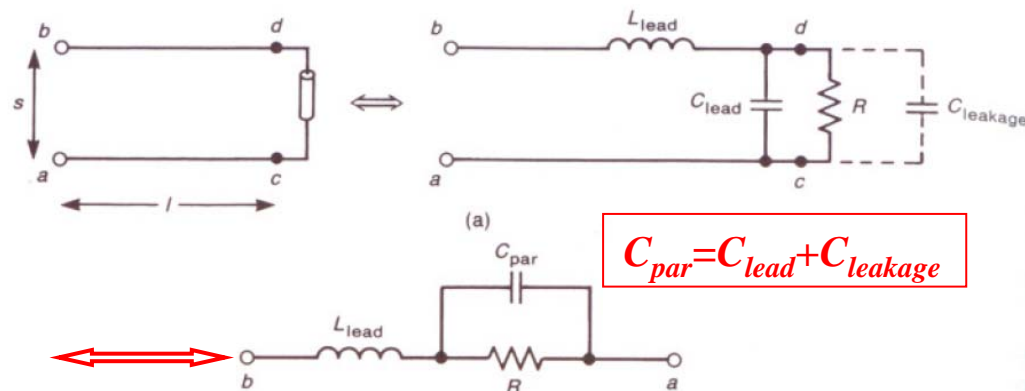 b d
s
a c
l
b L_lead d
C_lead R C_leakage
a c
(a)
C_par=C_lead+C_leakage
C_par
L_lead
b R a